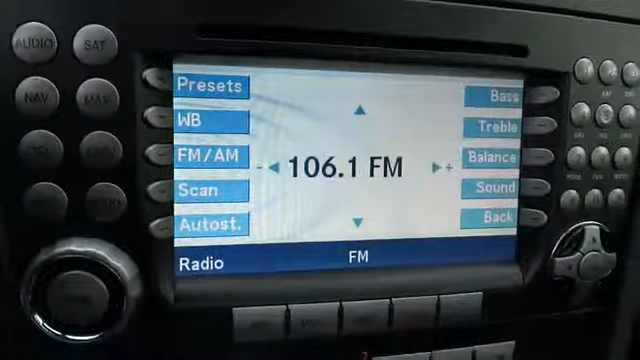 AUDIO
SAT
NAV
Presets
WB
FM/AM
Scan
Autost.
- 106.1 FM +
Bass
Treble
Balance
Sound
Back
Radio
FM